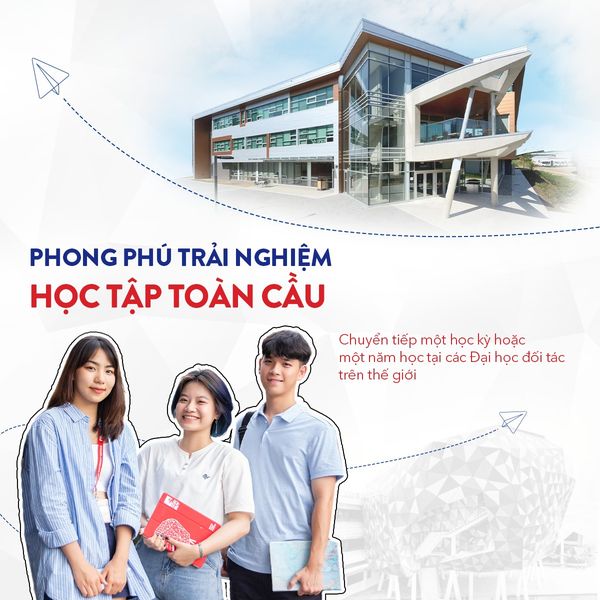 PHONG PHÚ TRẢI NGHIỆM
HỌC TẬP TOÀN CẦU
Chuyển tiếp một học kỳ hoặc
một năm học tại các Đại học đối tác
trên thế giới